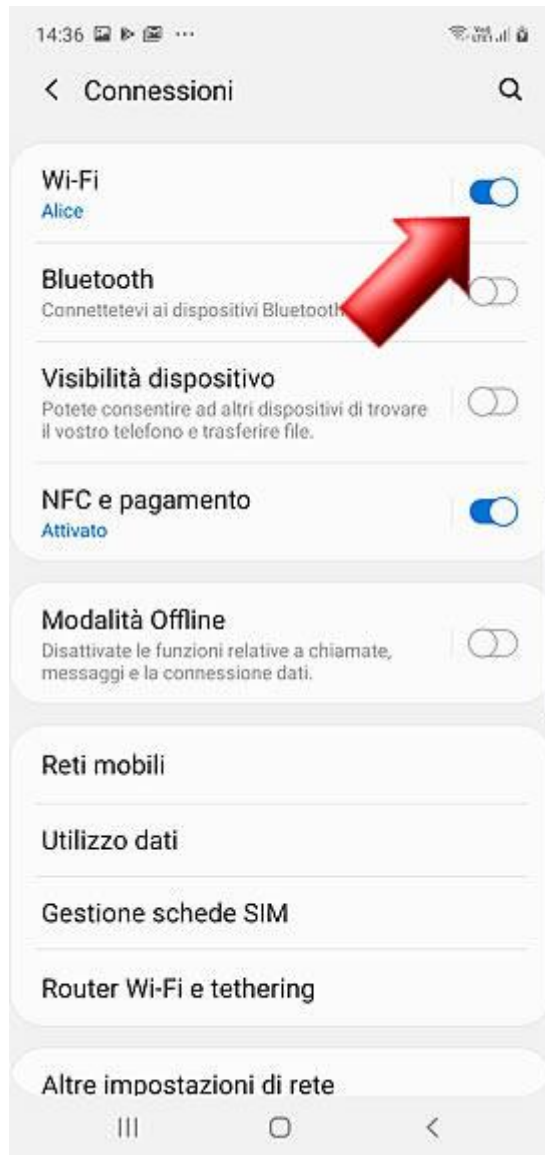 14:36
Connessioni
Wi-Fi
Alice
Bluetooth
Connettetevi ai dispositivi Bluetooth
Visibilità dispositivo
Potete consentire ad altri dispositivi di trovare
il vostro telefono e trasferire file.
NFC e pagamento
Attivato
Modalità Offline
Disattivate le funzioni relative a chiamate,
messaggi e la connessione dati.
Reti mobili
Utilizzo dati
Gestione schede SIM
Router Wi-Fi e tethering
Altre impostazioni di rete